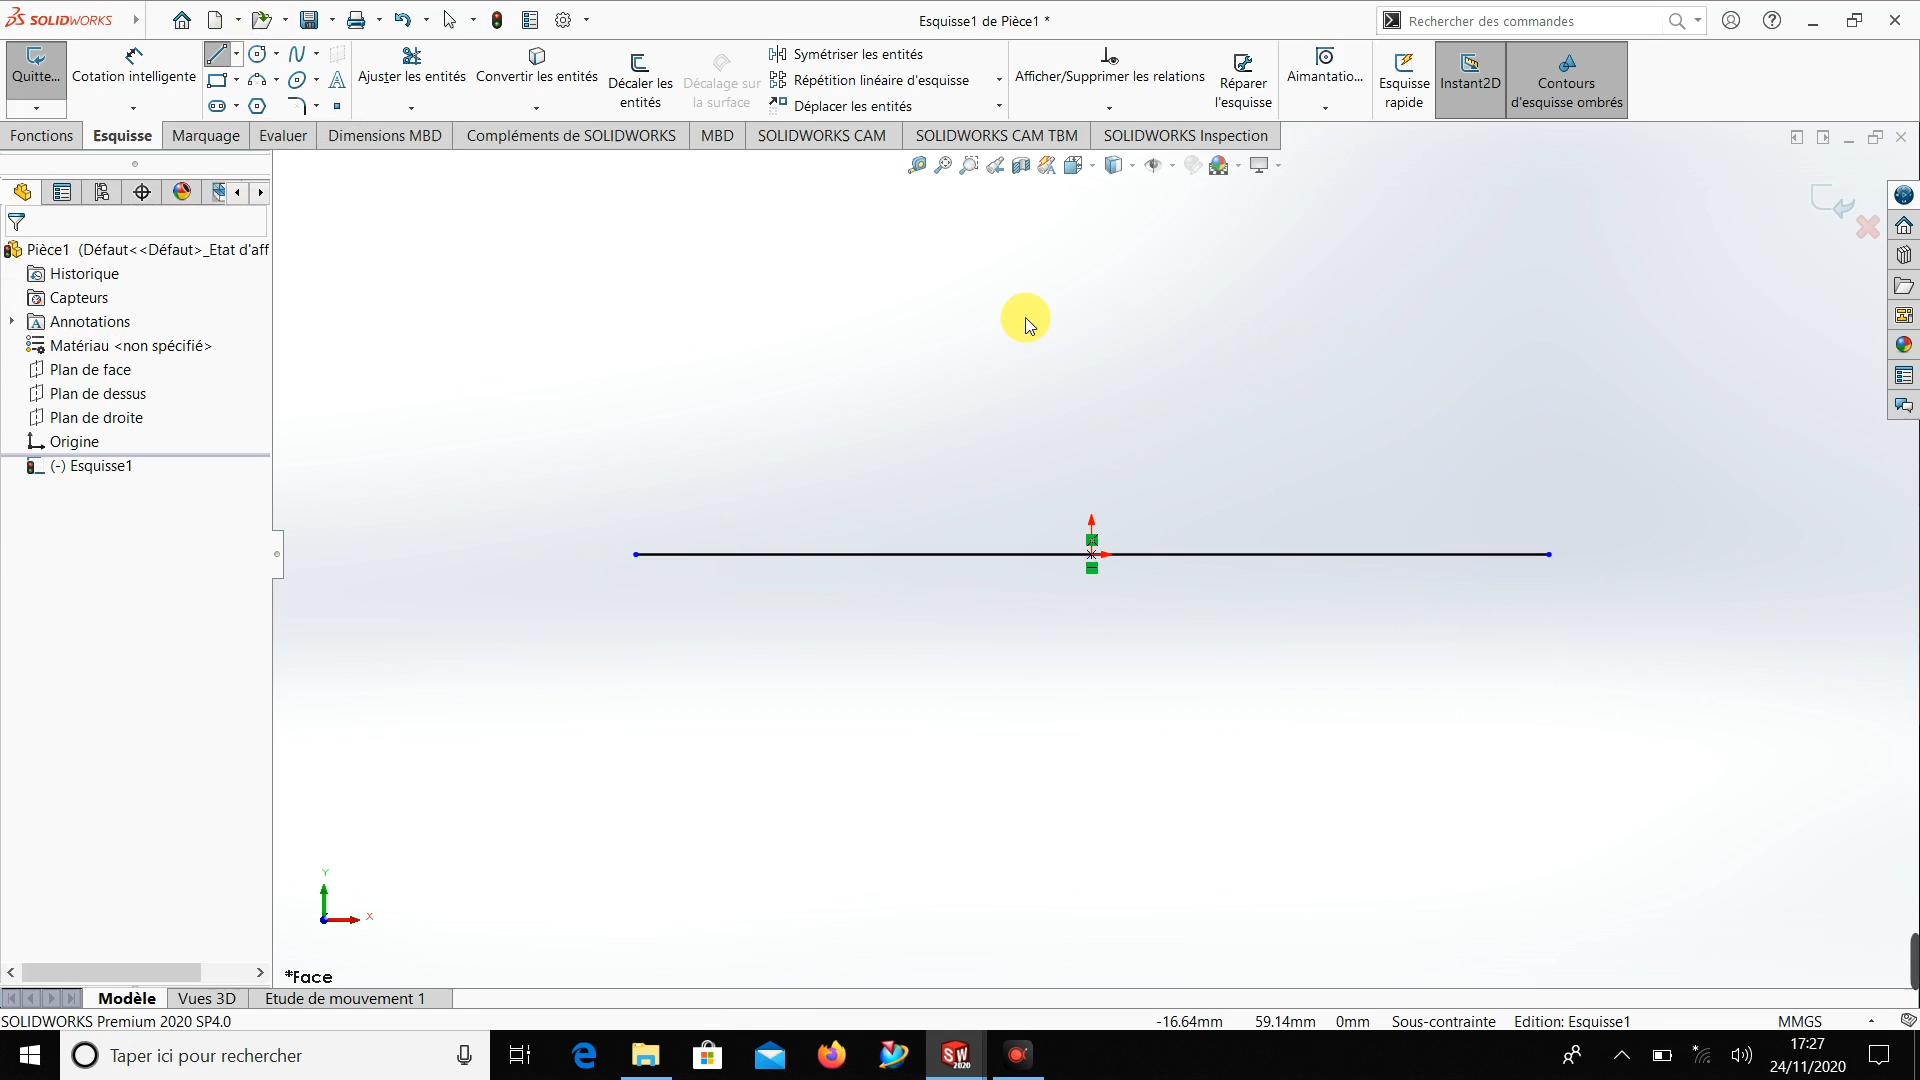 SOLIDWORKS
Esquisse1 de Pièce1 *
Rechercher des commandes
Quitte...
Cotation intelligente
Ajuster les entités
Convertir les entités
Décaler les
entités
Décalage sur
la surface
Symétriser les entités
Répétition linéaire d'esquisse
Déplacer les entités
Afficher/Supprimer les relations
Réparer
l'esquisse
Aimantatio...
Esquisse
rapide
Instant2D
Contours
d'esquisse ombrés
Fonctions
Esquisse
Marquage
Evaluer
Dimensions MBD
Compléments de SOLIDWORKS
MBD
SOLIDWORKS CAM
SOLIDWORKS CAM TBM
SOLIDWORKS Inspection
Pièce1 (Défaut<<Défaut>_Etat d'aff
Historique
Capteurs
Annotations
Matériau <non spécifié>
Plan de face
Plan de dessus
Plan de droite
Origine
(-) Esquisse1
Y
X
*Face
Modèle
Vues 3D
Etude de mouvement 1
SOLIDWORKS Premium 2020 SP4.0
-16.64mm
59.14mm
0mm
Sous-contrainte
Edition: Esquisse1
MMGS
Taper ici pour rechercher
SW
2020
17:27
24/11/2020